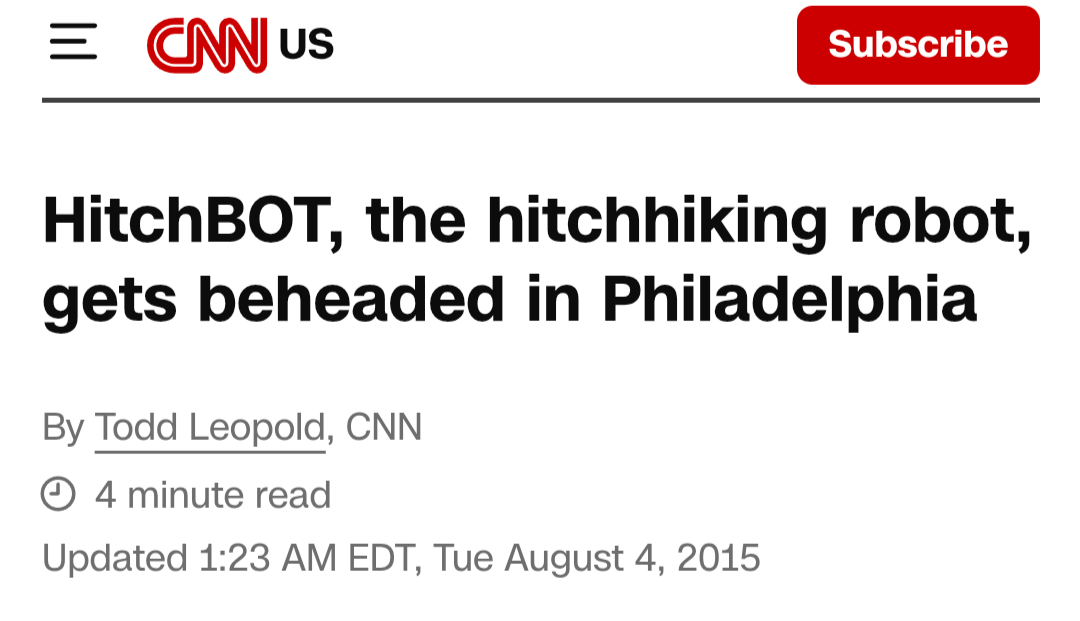 CNN US
Subscribe
HitchBOT, the hitchhiking robot,
gets beheaded in Philadelphia
By Todd Leopold, CNN
4 minute read
Updated 1:23 AM EDT, Tue August 4, 2015